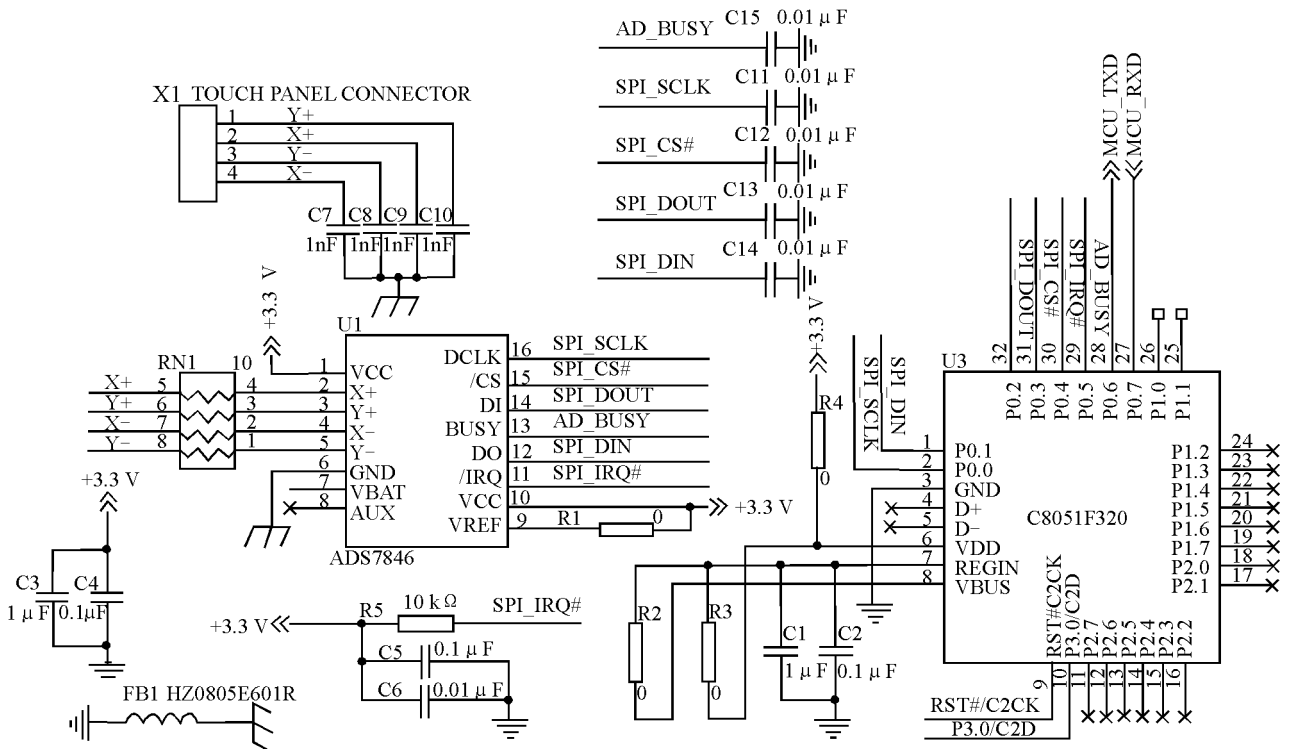 C15 0.01 μF
AD_BUSY
C11 0.01 μF
SPI_SCLK
C12 0.01 μF
SPI_CS#
C13 0.01 μF
SPI_DOUT
C14 0.01 μF
SPI_DIN
X1 TOUCH PANEL CONNECTOR
1 Y+
2 X+
3 Y−
4 X−
C7 C8 C9 C10
1nF 1nF 1nF 1nF
+3.3 V
U1
RN1 10
X+ 5 4
Y+ 6 3
X− 7 2
Y− 8 1
1 VCC
2 X+
3 Y+
4 X−
5 Y−
6 GND
7 VBAT
8 AUX
DCLK 16 SPI_SCLK
/CS 15 SPI_CS#
DI 14 SPI_DOUT
BUSY 13 AD_BUSY
DO 12 SPI_DIN
/IRQ 11 SPI_IRQ#
VCC 10
VREF 9 R1 0
+3.3 V
ADS7846
+3.3 V
C3 C4
1 μF 0.1μF
+3.3 V
R5 10 kΩ SPI_IRQ#
C5 0.1 μF
C6 0.01 μF
FB1 HZ0805E601R
+3.3 V
R4
0
SPI_SCLK
SPI_DIN
MCU_TXD
MCU_RXD
SPI_DOUT
SPI_CS#
SPI_IRQ#
AD_BUSY
U3
32 31 30 29 28 27 26 25
P0.2 P0.3 P0.4 P0.5 P0.6 P0.7 P1.0 P1.1
1 P0.1
2 P0.0
3 GND
4 D+
5 D-
6 VDD
7 REGIN
8 VBUS
C8051F320
P1.2 24
P1.3 23
P1.4 22
P1.5 21
P1.6 20
P1.7 19
P2.0 18
P2.1 17
RST#C2CK
P3.0/C2D
P2.7
P2.6
P2.5
P2.4
P2.3
P2.2
9 10 11 12 13 14 15 16
R2
0
R3
0
C1
1 μF
C2
0.1 μF
RST#/C2CK
P3.0/C2D